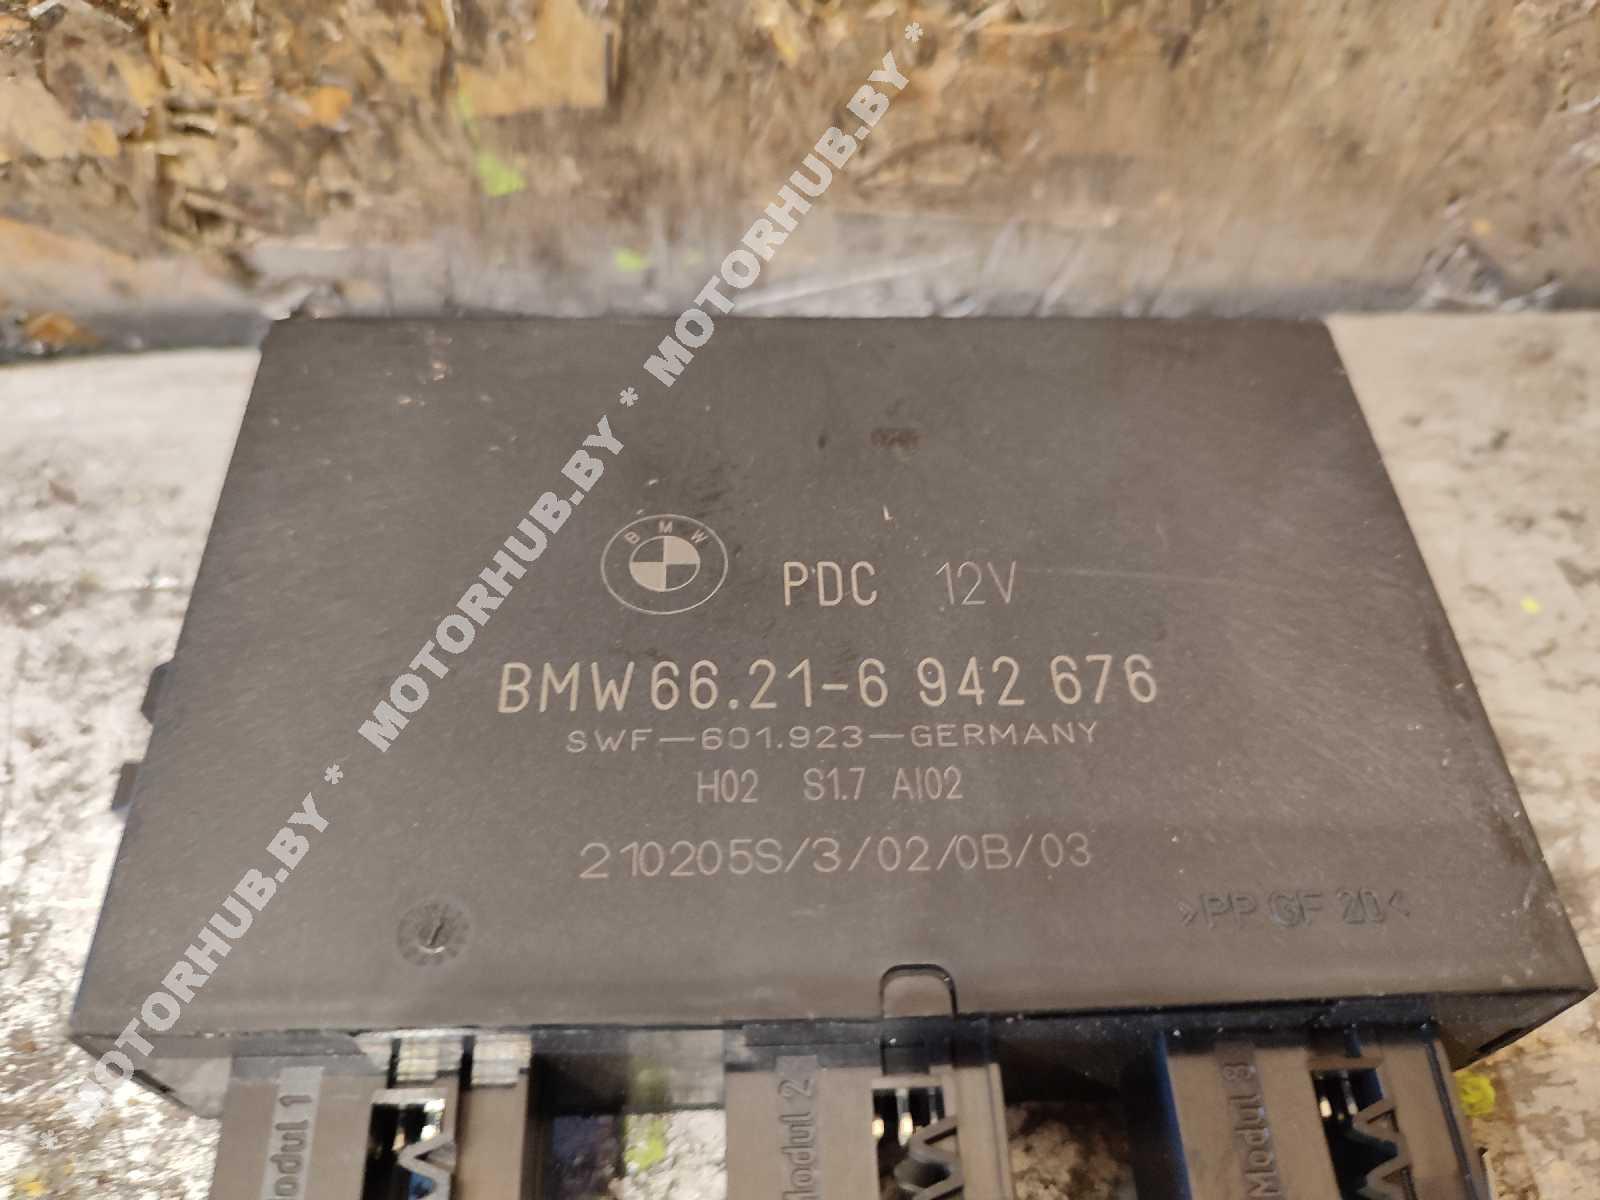 * MOTORHUB.BY * MOTORHUB.BY * MOTORHUB.BY *
BMW
PDC 12V
BMW 66.21-6 942 676
SWF-601.923-GERMANY
H02 S1.7 AI02
210205S/3/02/0B/03
>PP GF 20<
Modul 1
Modul 2
Modul 3